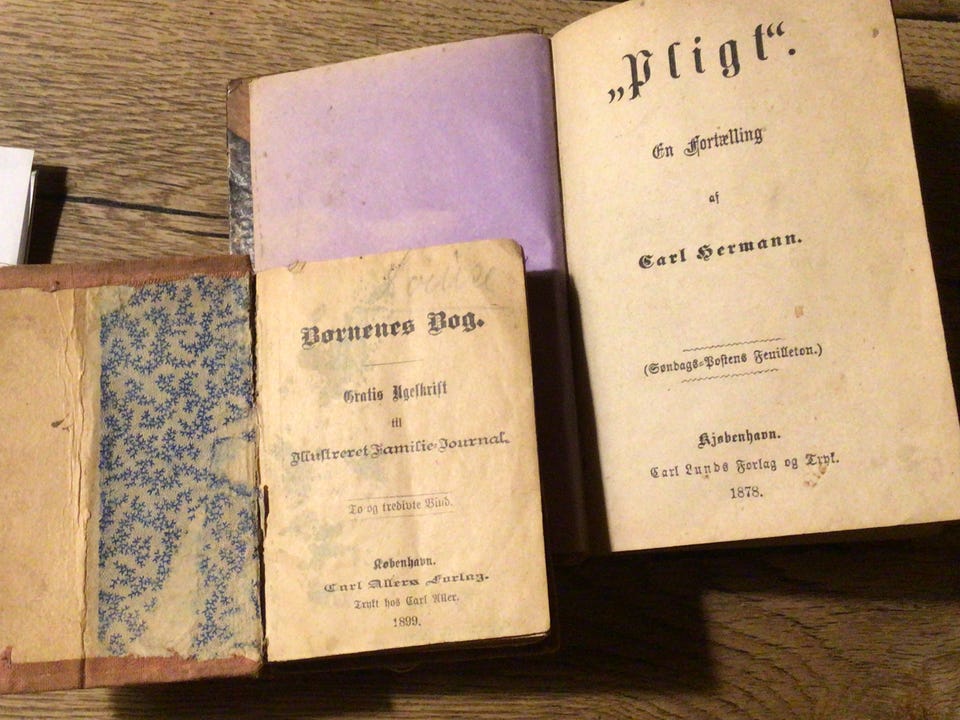 „Pligt“.
En Fortælling
af
Carl Hermann.
(Søndags-Postens Feuilleton.)
Kjøbenhavn.
Carl Lunds Forlag og Tryk.
1878.
Børnenes Bog.
Gratis Ugeskrift
til
Illustreret Familie-Journal.
To og tredivte Bind.
København.
Carl Allers Forlag.
Trykt hos Carl Aller.
1899.